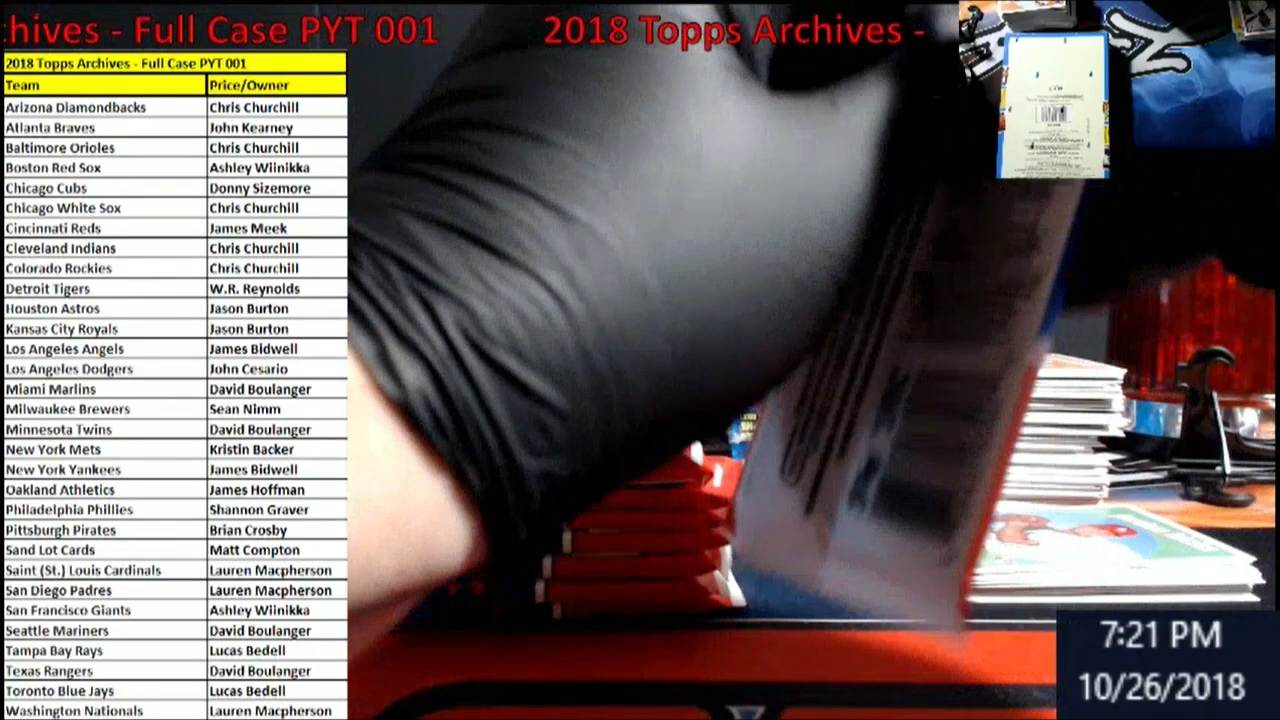 chives - Full Case PYT 001 2018 Topps Archives -
2018 Topps Archives - Full Case PYT 001
Team Price/Owner
Arizona Diamondbacks Chris Churchill
Atlanta Braves John Kearney
Baltimore Orioles Chris Churchill
Boston Red Sox Ashley Wiinikka
Chicago Cubs Donny Sizemore
Chicago White Sox Chris Churchill
Cincinnati Reds James Meek
Cleveland Indians Chris Churchill
Colorado Rockies Chris Churchill
Detroit Tigers W.R. Reynolds
Houston Astros Jason Burton
Kansas City Royals Jason Burton
Los Angeles Angels James Bidwell
Los Angeles Dodgers John Cesario
Miami Marlins David Boulanger
Milwaukee Brewers Sean Nimm
Minnesota Twins David Boulanger
New York Mets Kristin Backer
New York Yankees James Bidwell
Oakland Athletics James Hoffman
Philadelphia Phillies Shannon Graver
Pittsburgh Pirates Brian Crosby
Sand Lot Cards Matt Compton
Saint (St.) Louis Cardinals Lauren Macpherson
San Diego Padres Lauren Macpherson
San Francisco Giants Ashley Wiinikka
Seattle Mariners David Boulanger
Tampa Bay Rays Lucas Bedell
Texas Rangers David Boulanger
Toronto Blue Jays Lucas Bedell
Washington Nationals Lauren Macpherson
7:21 PM
10/26/2018